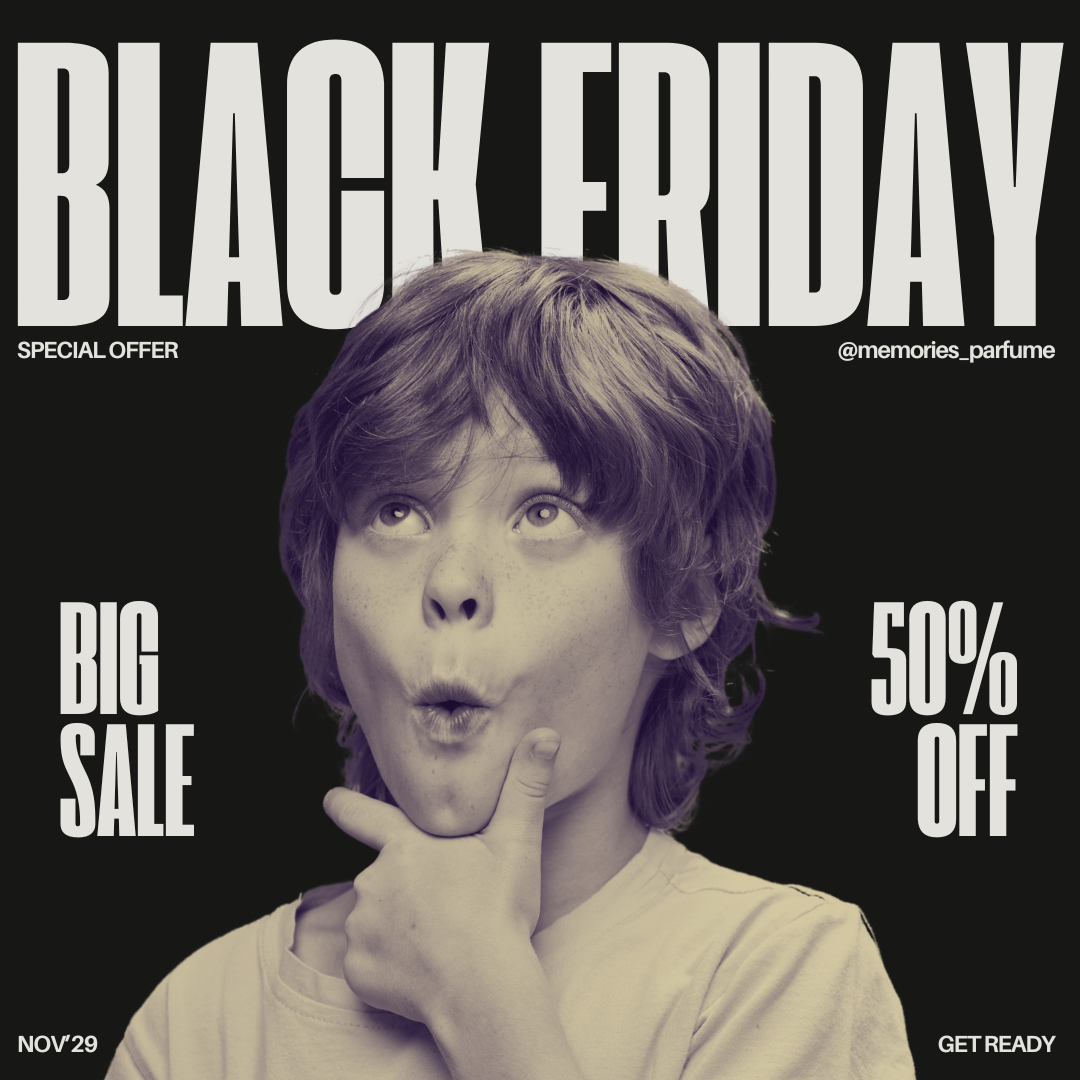 BLACK FRIDAY
SPECIAL OFFER
@memories_parfume
BIG
SALE
50%
OFF
NOV'29
GET READY